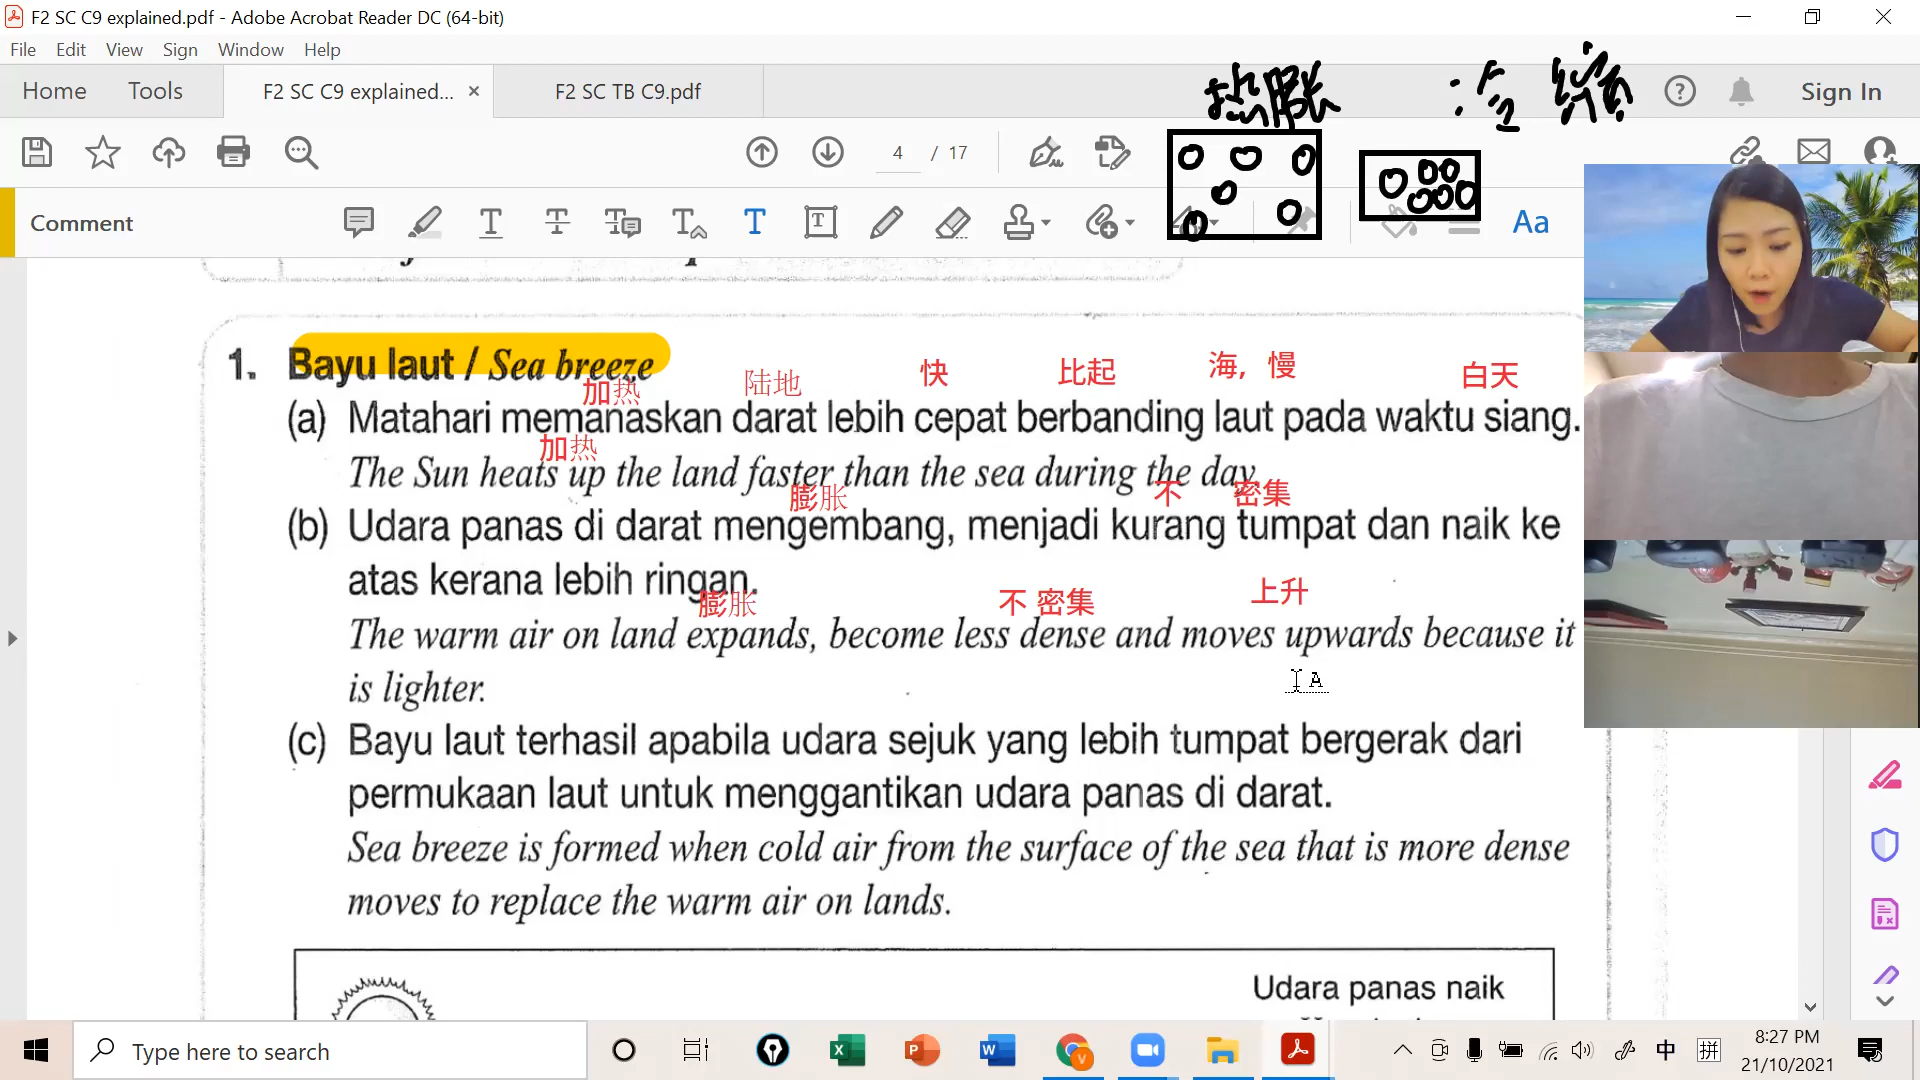 F2 SC C9 explained.pdf - Adobe Acrobat Reader DC (64-bit)
File Edit View Sign Window Help
热胀 冷缩
Home Tools F2 SC C9 explained... × F2 SC TB C9.pdf Sign In
4 / 17
Comment Aa
1. Bayu laut / Sea breeze
加热 陆地 快 比起 海，慢 白天
(a) Matahari memanaskan darat lebih cepat berbanding laut pada waktu siang.
加热
The Sun heats up the land faster than the sea during the day.
膨胀 不 密集
(b) Udara panas di darat mengembang, menjadi kurang tumpat dan naik ke
atas kerana lebih ringan.
膨胀 不 密集 上升
The warm air on land expands, become less dense and moves upwards because it
is lighter.
(c) Bayu laut terhasil apabila udara sejuk yang lebih tumpat bergerak dari
permukaan laut untuk menggantikan udara panas di darat.
Sea breeze is formed when cold air from the surface of the sea that is more dense
moves to replace the warm air on lands.
Udara panas naik
Type here to search
中 拼
8:27 PM
21/10/2021